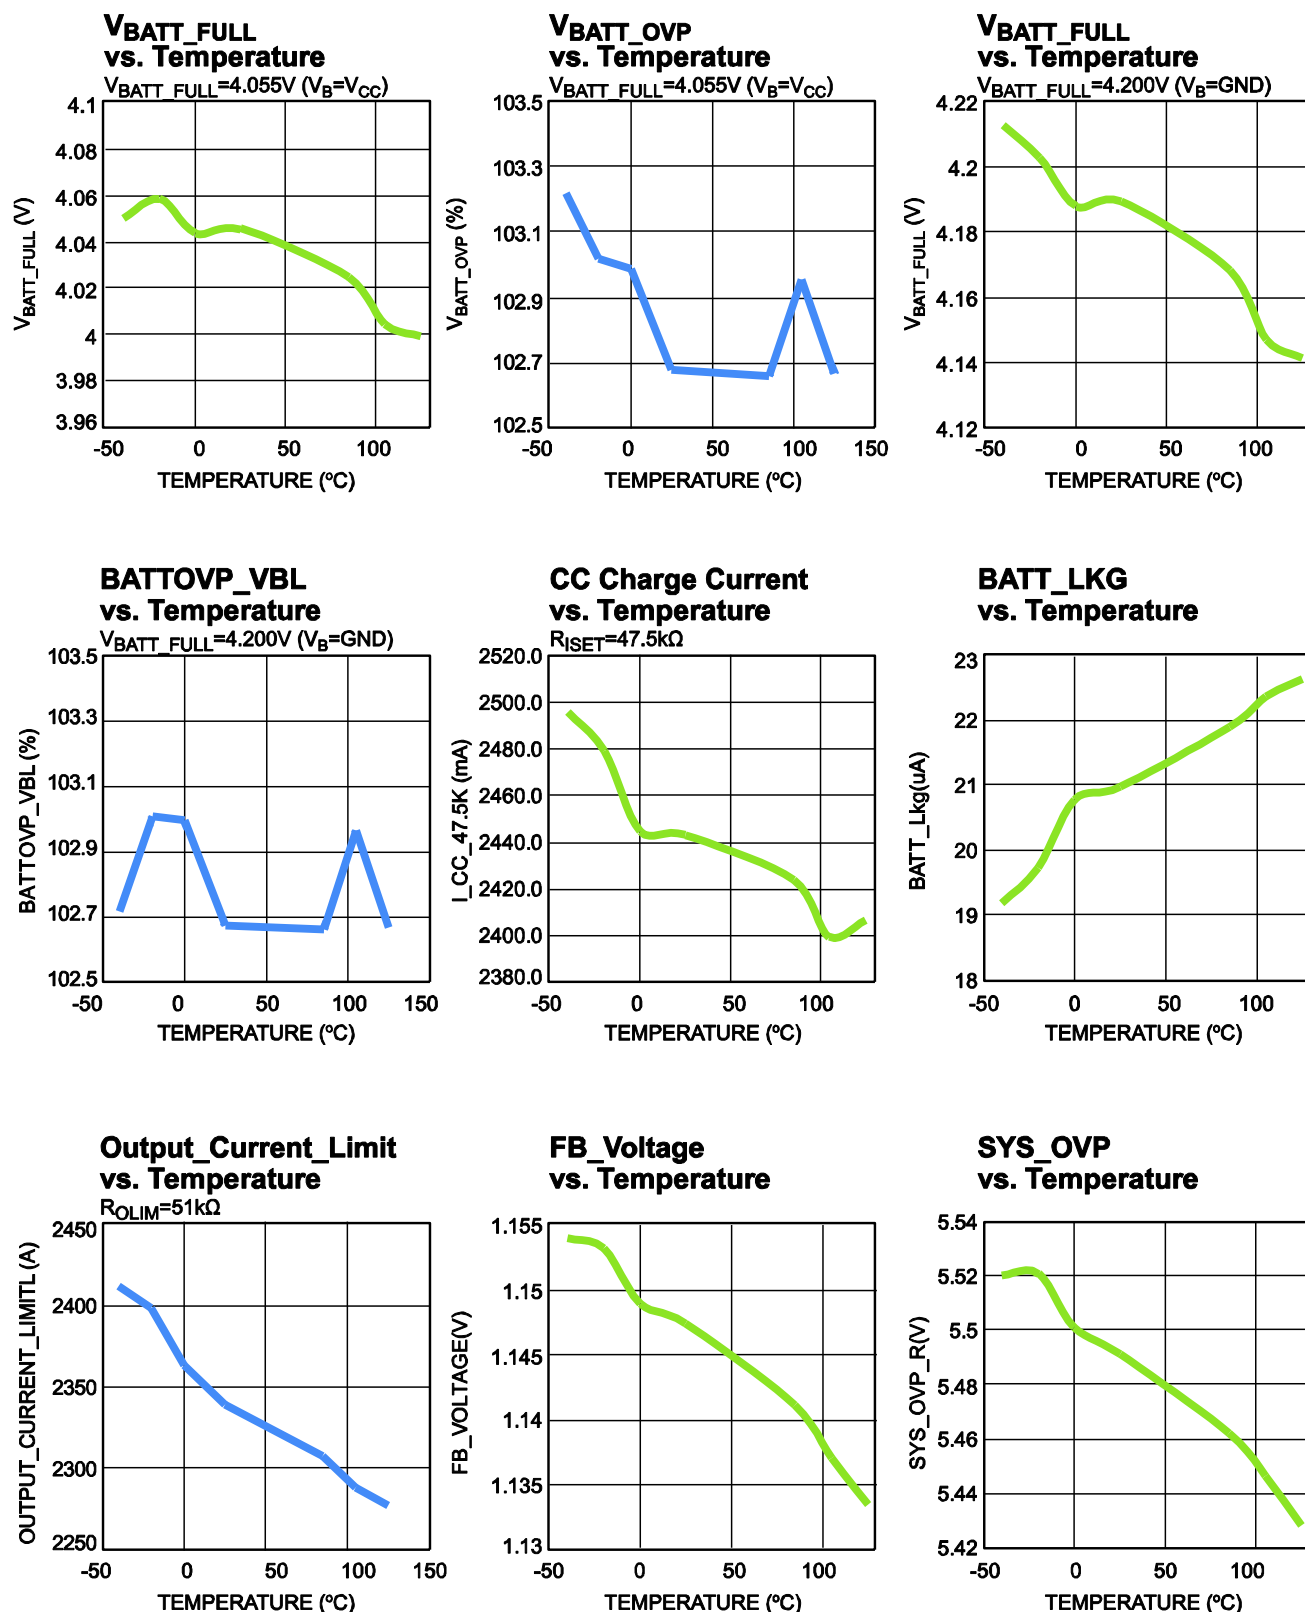 VBATT_FULL
vs. Temperature
VBATT_FULL=4.055V (VB=VCC)
4.1
4.08
4.06
4.04
4.02
4
3.98
3.96
VBATT_FULL (V)
-50 0 50 100
TEMPERATURE (ºC)
VBATT_OVP
vs. Temperature
VBATT_FULL=4.055V (VB=VCC)
103.5
103.3
103.1
102.9
102.7
102.5
VBATT_OVP (%)
-50 0 50 100 150
TEMPERATURE (ºC)
VBATT_FULL
vs. Temperature
VBATT_FULL=4.200V (VB=GND)
4.22
4.2
4.18
4.16
4.14
4.12
VBATT_FULL (V)
-50 0 50 100
TEMPERATURE (ºC)
BATTOVP_VBL
vs. Temperature
VBATT_FULL=4.200V (VB=GND)
103.5
103.3
103.1
102.9
102.7
102.5
BATTOVP_VBL (%)
-50 0 50 100 150
TEMPERATURE (ºC)
CC Charge Current
vs. Temperature
RISET=47.5kΩ
2520.0
2500.0
2480.0
2460.0
2440.0
2420.0
2400.0
2380.0
I_CC_47.5K (mA)
-50 0 50 100
TEMPERATURE (ºC)
BATT_LKG
vs. Temperature
23
22
21
20
19
18
BATT_Lkg(uA)
-50 0 50 100
TEMPERATURE (ºC)
Output_Current_Limit
vs. Temperature
ROLIM=51kΩ
2450
2400
2350
2300
2250
OUTPUT_CURRENT_LIMITL (A)
-50 0 50 100 150
TEMPERATURE (ºC)
FB_Voltage
vs. Temperature
1.155
1.15
1.145
1.14
1.135
1.13
FB_VOLTAGE(V)
-50 0 50 100
TEMPERATURE (ºC)
SYS_OVP
vs. Temperature
5.54
5.52
5.5
5.48
5.46
5.44
5.42
SYS_OVP_R(V)
-50 0 50 100
TEMPERATURE (ºC)